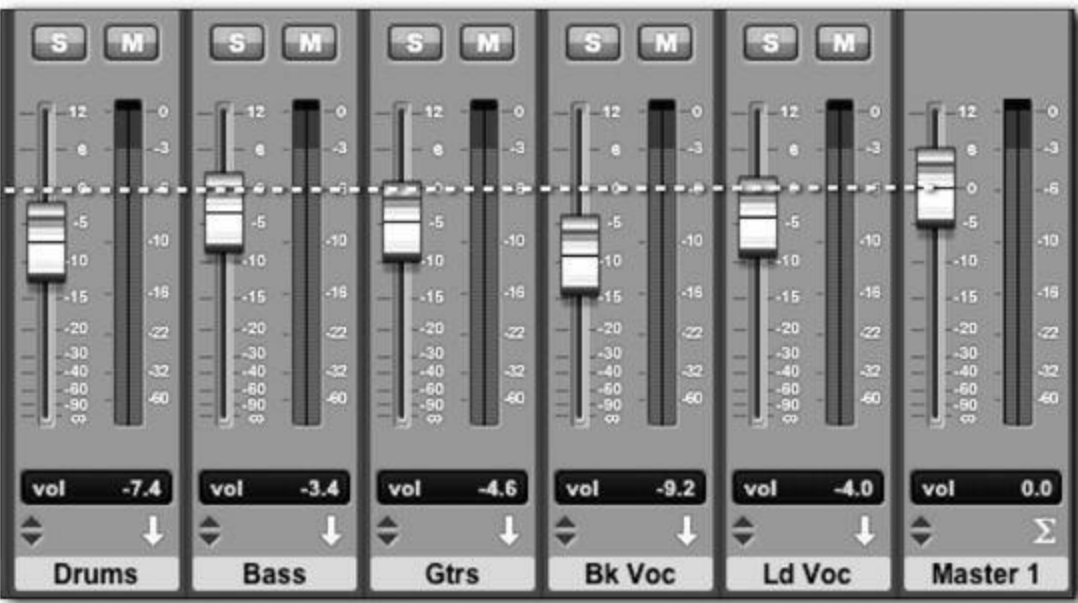 S M S M S M S M S M
12 0 12 0 12 0 12 0 12 0 12 0
6 -3 6 -3 6 -3 6 -3 6 -3 6 -3
0 -6 0 -6 0 -6 0 -6 0 -6 0 -6
-5 -5 -5 -5 -5 -5
-10 -10 -10 -10 -10 -10
-10 -10 -10 -10 -10 -10
-15 -16 -15 -16 -15 -16 -15 -16 -15 -16 -15 -16
-20 -22 -20 -22 -20 -22 -20 -22 -20 -22 -20 -22
-30 -30 -30 -30 -30 -30
-40 -32 -40 -32 -40 -32 -40 -32 -40 -32 -40 -32
-60 -60 -60 -60 -60 -60
-90 -60 -90 -60 -90 -60 -90 -60 -90 -60 -90 -60
∞ ∞ ∞ ∞ ∞ ∞
vol -7.4 vol -3.4 vol -4.6 vol -9.2 vol -4.0 vol 0.0
Σ
Drums Bass Gtrs Bk Voc Ld Voc Master 1